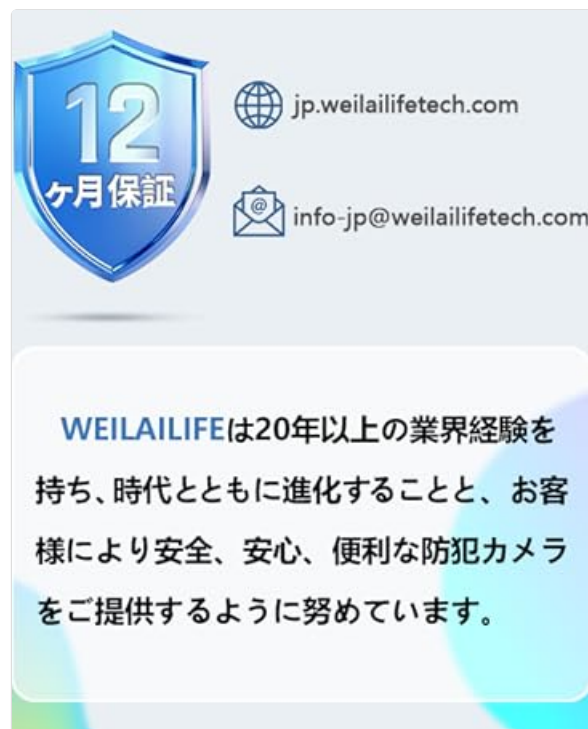 12
ヶ月保証
jp.weilailifetech.com
info-jp@weilailifetech.com
WEILAILIFEは20年以上の業界経験を
持ち、時代とともに進化することと、お客
様により安全、安心、便利な防犯カメラ
をご提供するように努めています。